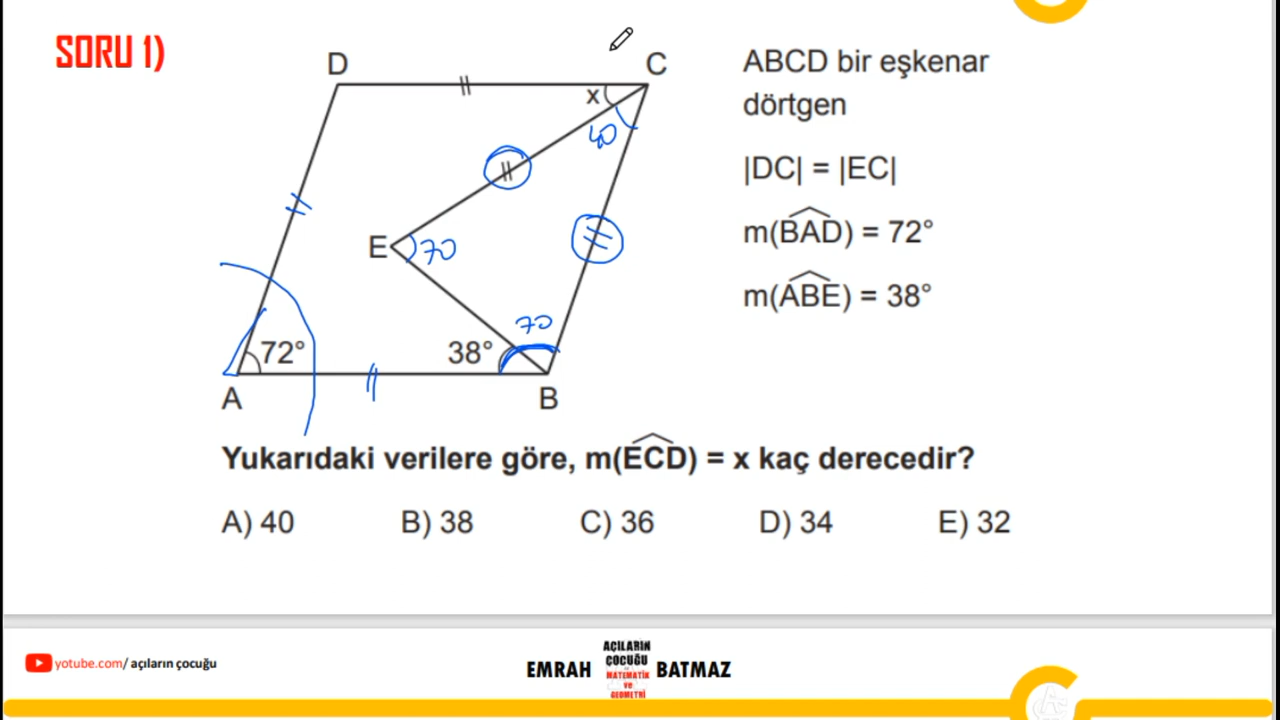 SORU 1)
D
C
x
40
E
70
70
72°
38°
A
B
ABCD bir eşkenar
dörtgen
|DC| = |EC|
m(BAD) = 72°
m(ABE) = 38°
Yukarıdaki verilere göre, m(ECD) = x kaç derecedir?
A) 40 B) 38 C) 36 D) 34 E) 32
yotube.com/ açıların çocuğu
EMRAH
AÇILARIN
ÇOCUĞU
MATEMATİK
ve
GEOMETRİ
BATMAZ